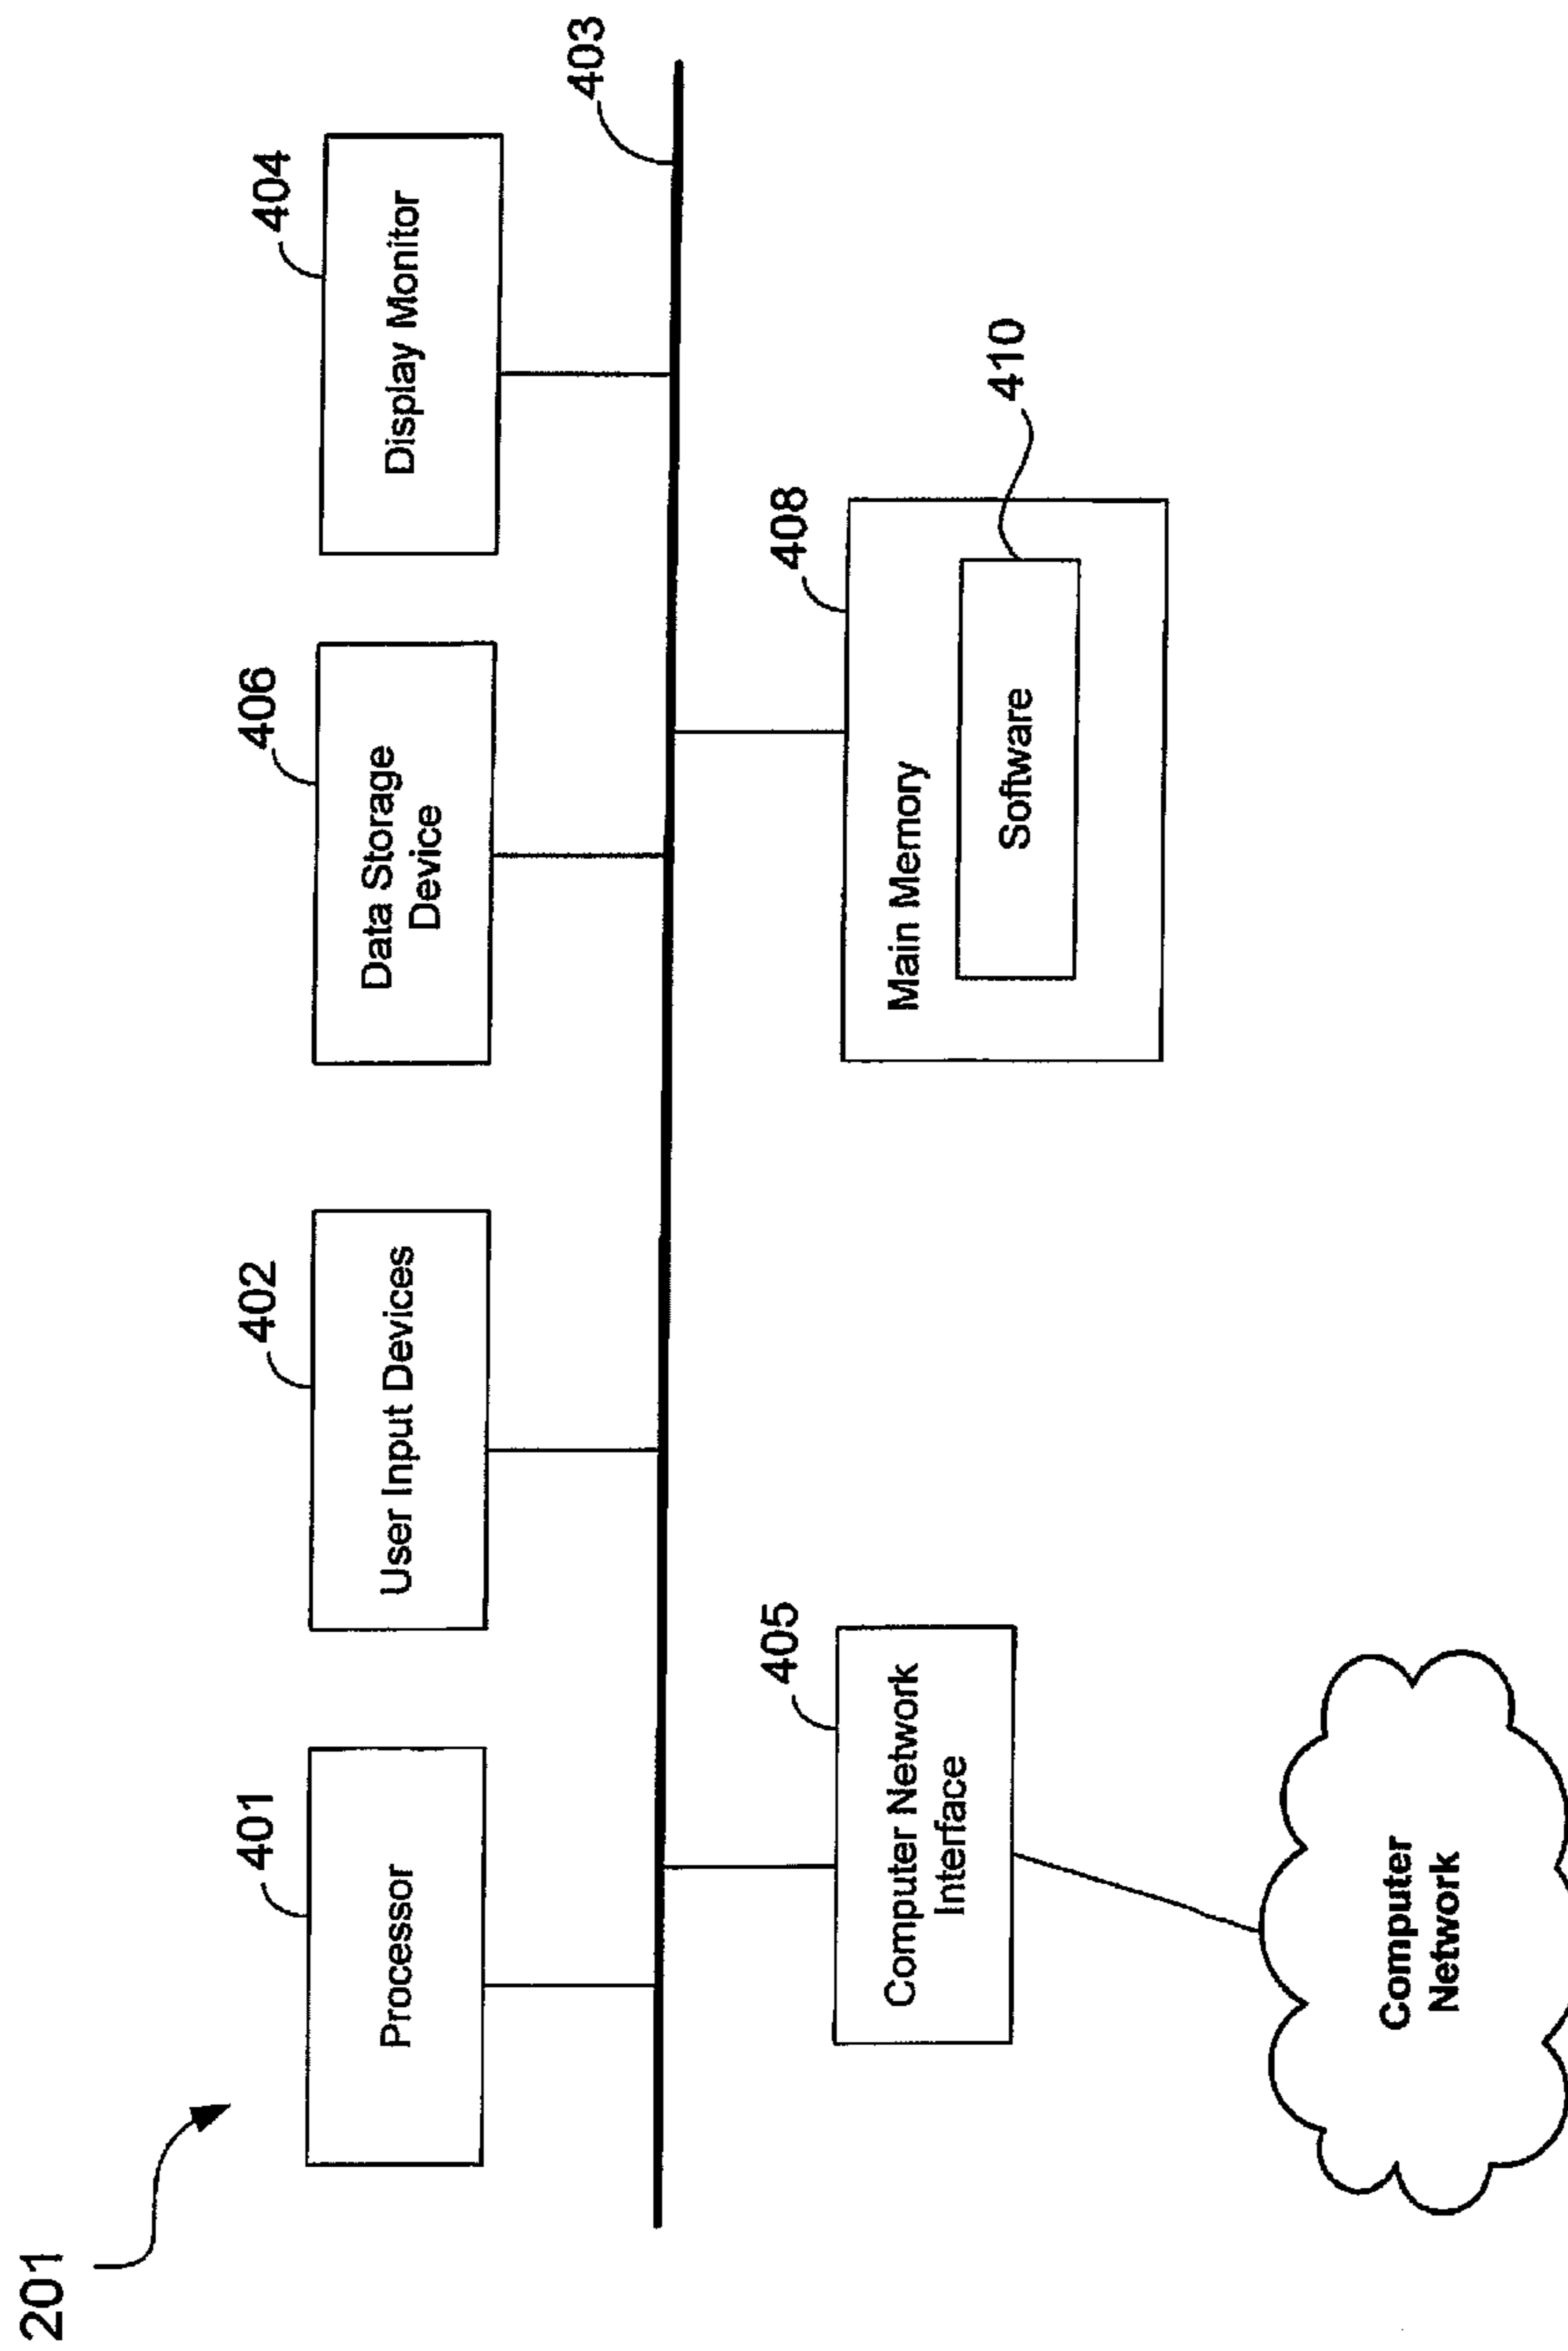 201
401
Processor
402
User Input Devices
406
Data Storage
Device
404
Display Monitor
403
405
Computer Network
Interface
408
Main Memory
410
Software
Computer
Network